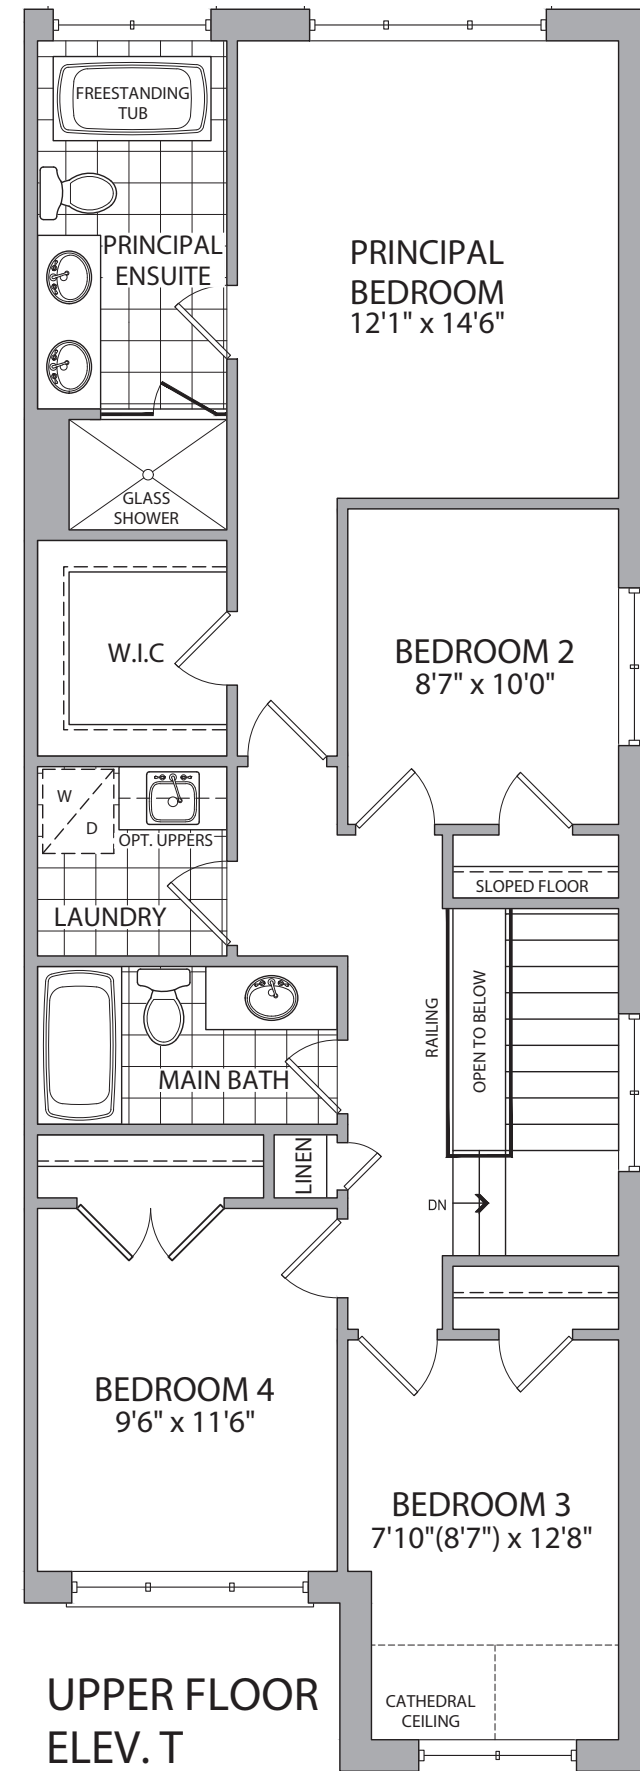 FREESTANDING
TUB
PRINCIPAL
ENSUITE
PRINCIPAL
BEDROOM
12'1" x 14'6"
GLASS
SHOWER
W.I.C
BEDROOM 2
8'7" x 10'0"
W
D
OPT. UPPERS
SLOPED FLOOR
LAUNDRY
RAILING
OPEN TO BELOW
MAIN BATH
LINEN
DN
BEDROOM 4
9'6" x 11'6"
BEDROOM 3
7'10"(8'7") x 12'8"
CATHEDRAL
CEILING
UPPER FLOOR
ELEV. T